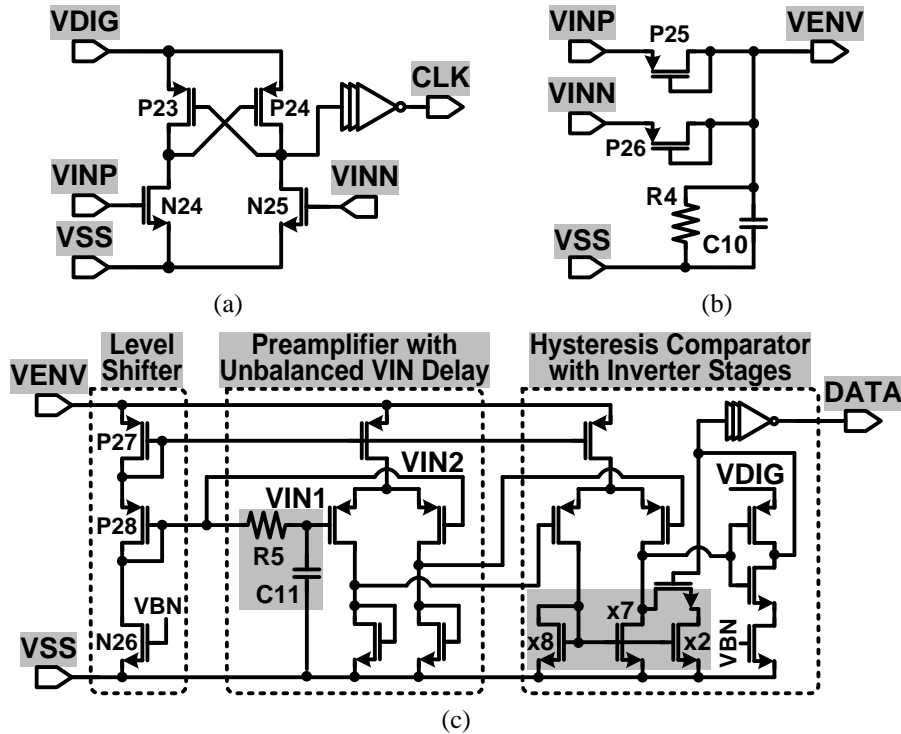 VDIG
P23
P24
CLK
VINP
N24
N25
VINN
VSS
(a)
VINP
P25
VENV
VINN
P26
R4
C10
VSS
(b)
Level
Shifter
Preamplifier with
Unbalanced VIN Delay
Hysteresis Comparator
with Inverter Stages
VENV
DATA
P27
VIN2
VDIG
P28
VIN1
R5
C11
VBN
N26
x8
x7
x2
VBN
VSS
(c)